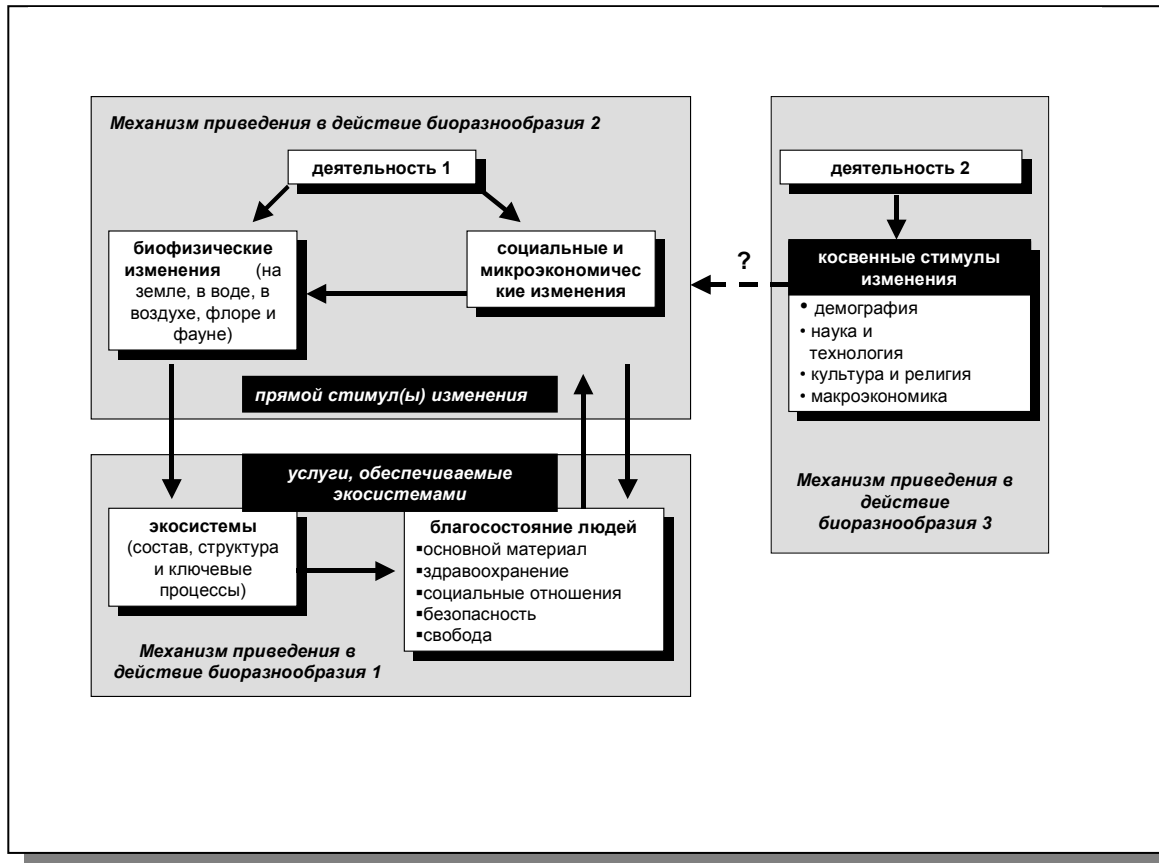 Механизм приведения в действие биоразнообразия 2
деятельность 1
биофизические
изменения (на
земле, в воде, в
воздухе, флоре и
фауне)
социальные и
микроэкономичес
кие изменения
прямой стимул(ы) изменения
?
деятельность 2
косвенные стимулы
изменения
• демография
• наука и
технология
• культура и религия
• макроэкономика
Механизм приведения в
действие
биоразнообразия 3
услуги, обеспечиваемые
экосистемами
экосистемы
(состав, структура
и ключевые
процессы)
благосостояние людей
▪основной материал
▪здравоохранение
▪социальные отношения
▪безопасность
▪свобода
Механизм приведения в
действие биоразнообразия 1